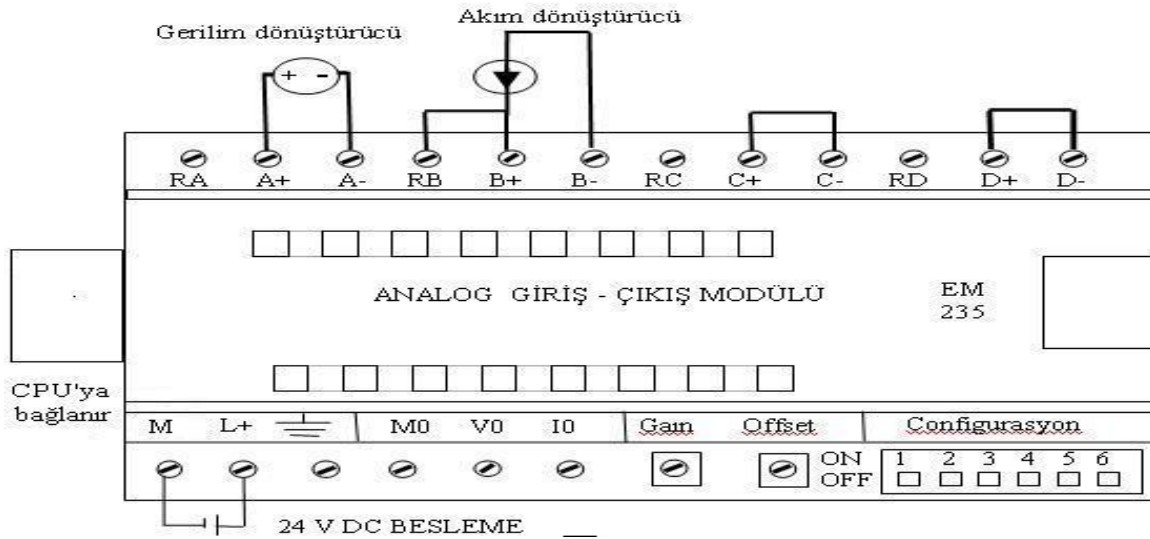 Akım dönüştürücü
Gerilim dönüştürücü
+ -
RA A+ A- RB B+ B- RC C+ C- RD D+ D-
ANALOG GİRİŞ - ÇIKIŞ MODÜLÜ
EM
235
CPU'ya
bağlanır
M L+ M0 V0 I0 Gaın Offset Configurasyon
ON
OFF
1 2 3 4 5 6
24 V DC BESLEME